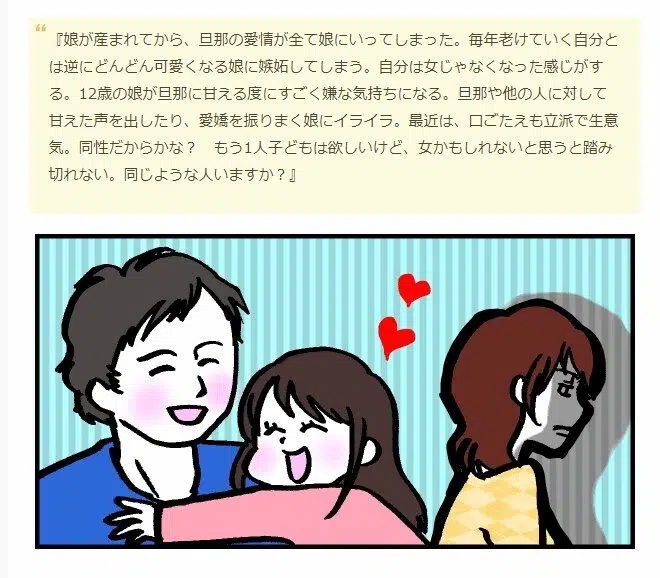 『娘が産まれてから、旦那の愛情が全て娘にいってしまった。毎年老けていく自分と
は逆にどんどん可愛くなる娘に嫉妬してしまう。自分は女じゃなくなった感じがす
る。12歳の娘が旦那に甘える度にすごく嫌な気持ちになる。旦那や他の人に対して
甘えた声を出したり、愛嬌を振りまく娘にイライラ。最近は、口ごたえも立派で生意
気。同性だからかな？　もう1人子どもは欲しいけど、女かもしれないと思うと踏み
切れない。同じような人いますか？』